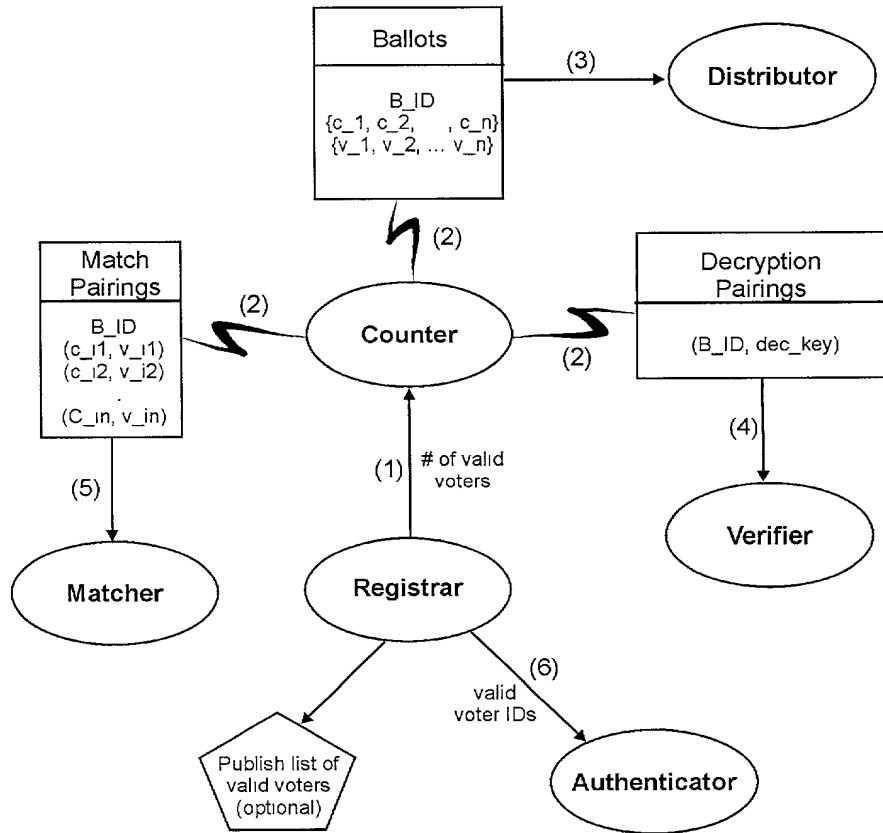 Ballots
B_ID
{c_1, c_2, , c_n}
{v_1, v_2, ... v_n}
(3)
Distributor
(2)
Match
Pairings
B_ID
(c_i1, v_i1)
(c_i2, v_i2)
.
(C_in, v_in)
(2)
Counter
(2)
Decryption
Pairings
(B_ID, dec_key)
(5)
(1)
# of valid
voters
(4)
Matcher
Registrar
Verifier
(6)
valid
voter IDs
Publish list of
valid voters
(optional)
Authenticator